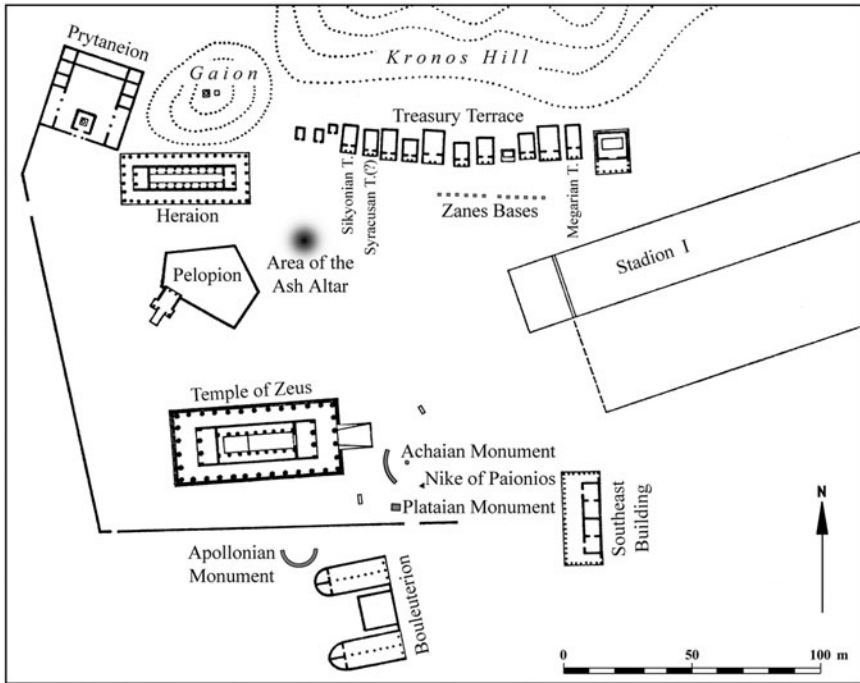 Prytaneion
Gaion
Kronos Hill
Treasury Terrace
Heraion
Sikyonian T.
Syracusan T.(?)
Zanes Bases
Megarian T.
Stadion I
Pelopion
Area of the
Ash Altar
Temple of Zeus
Achaian Monument
Nike of Paionios
Plataian Monument
Southeast
Building
N
Apollonian
Monument
Bouleuterion
0 50 100 m